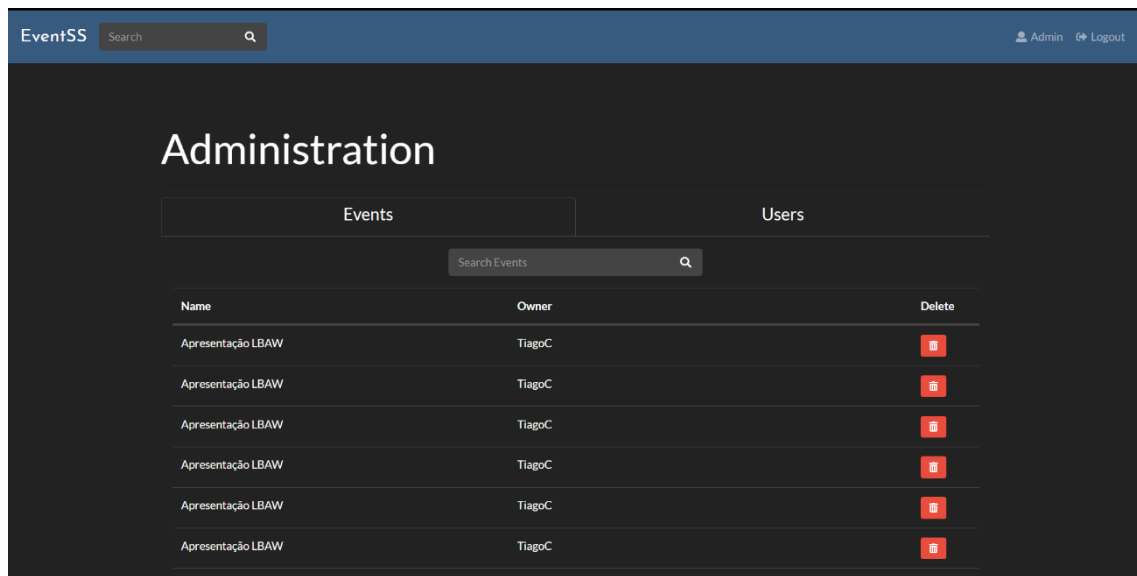 EventSS Search Admin Logout
Administration
Events Users
Search Events
Name Owner Delete
Apresentação LBAW TiagoC
Apresentação LBAW TiagoC
Apresentação LBAW TiagoC
Apresentação LBAW TiagoC
Apresentação LBAW TiagoC
Apresentação LBAW TiagoC